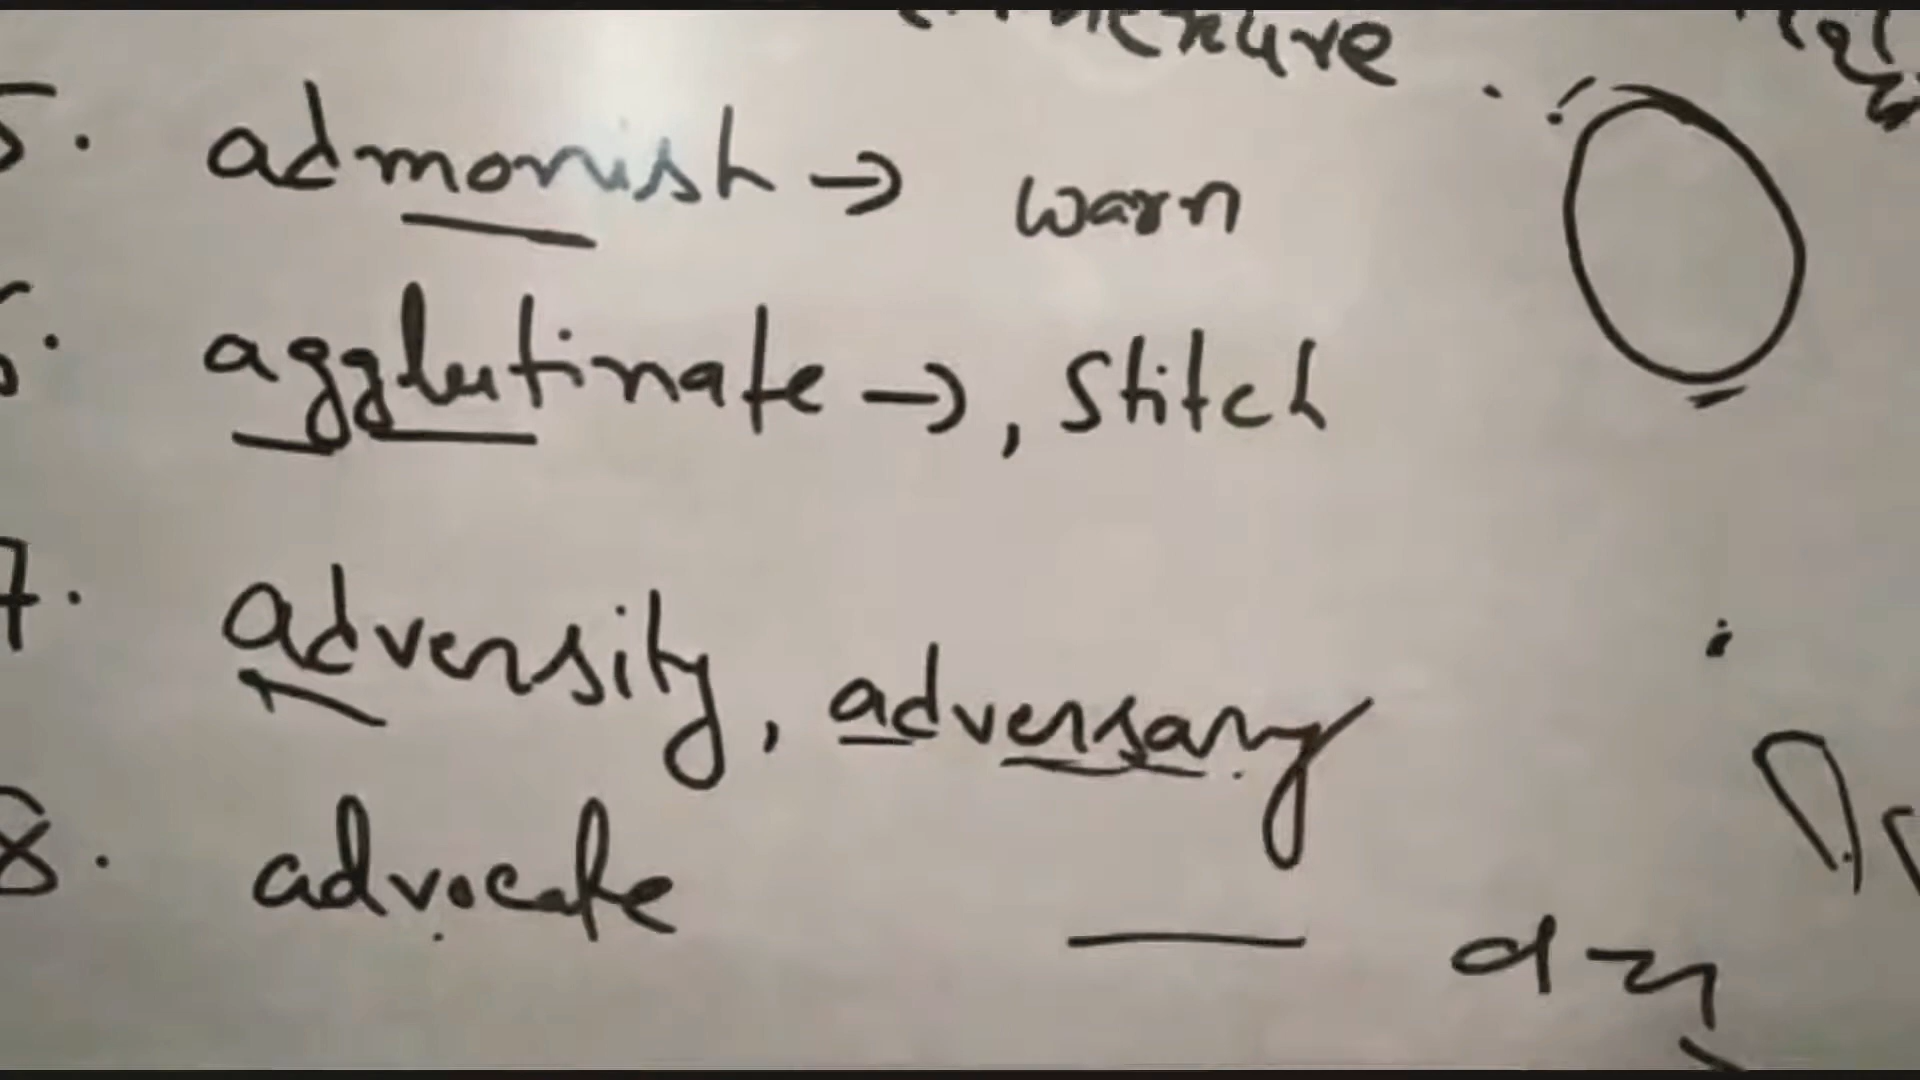 5. admonish → warn
6. agglutinate →, stitch
7. adversity, adversary
8. advocate